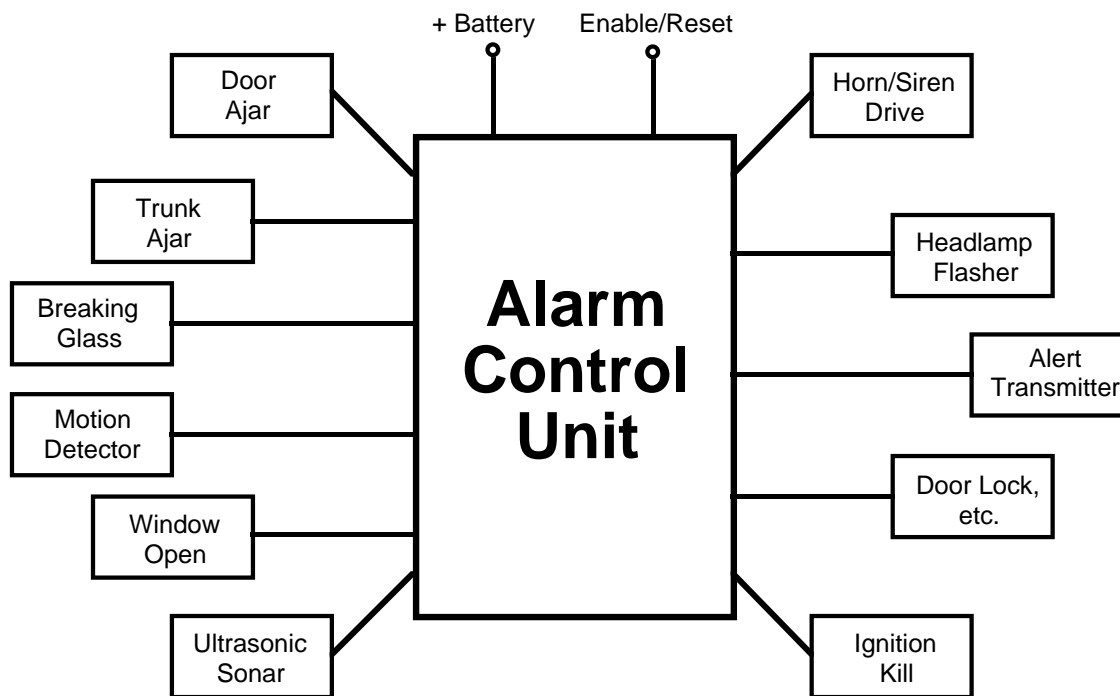 + Battery
Enable/Reset
Door
Ajar
Trunk
Ajar
Breaking
Glass
Motion
Detector
Window
Open
Ultrasonic
Sonar
Alarm
Control
Unit
Horn/Siren
Drive
Headlamp
Flasher
Alert
Transmitter
Door Lock,
etc.
Ignition
Kill